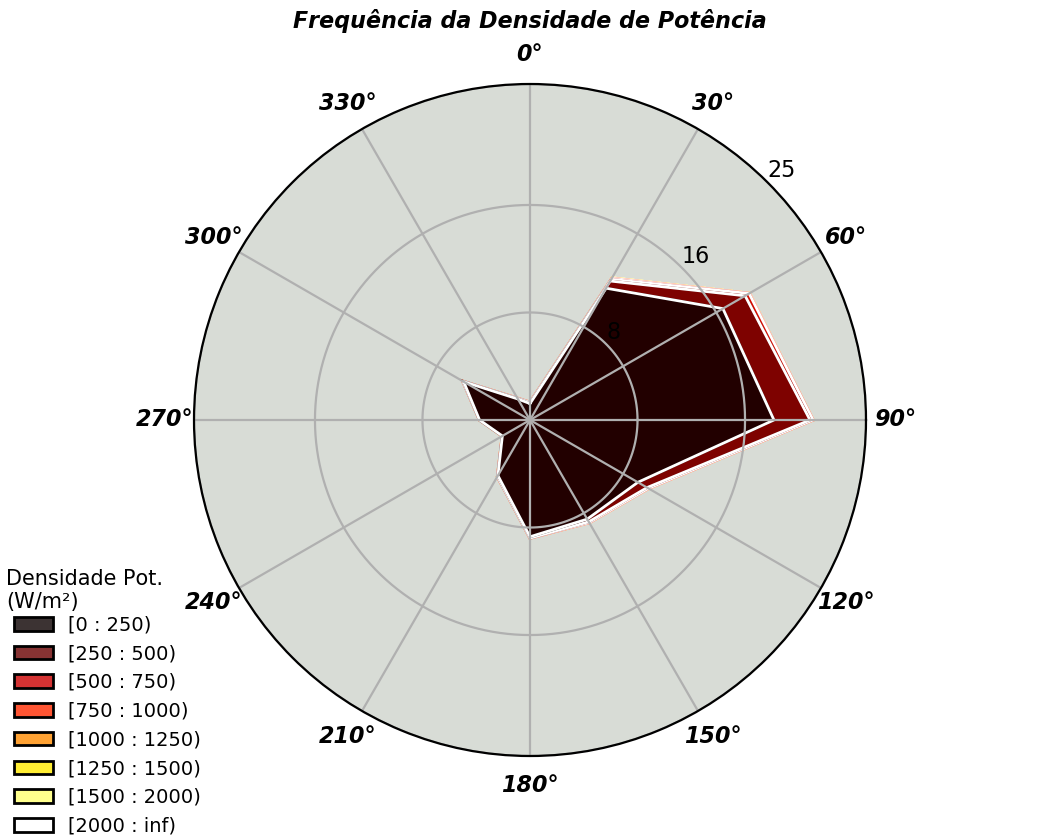 Frequência da Densidade de Potência
0°
330°
30°
25
300°
60°
16
8
270°
90°
240°
120°
210°
150°
180°
Densidade Pot.
(W/m²)
[0 : 250)
[250 : 500)
[500 : 750)
[750 : 1000)
[1000 : 1250)
[1250 : 1500)
[1500 : 2000)
[2000 : inf)